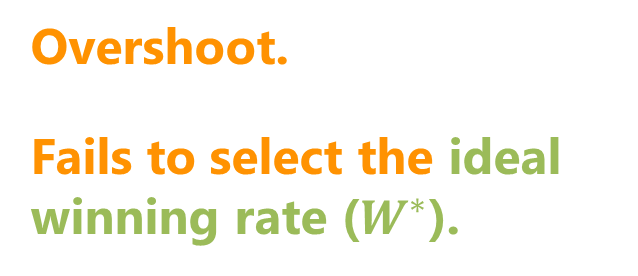 Overshoot.
Fails to select the ideal
winning rate (W*).